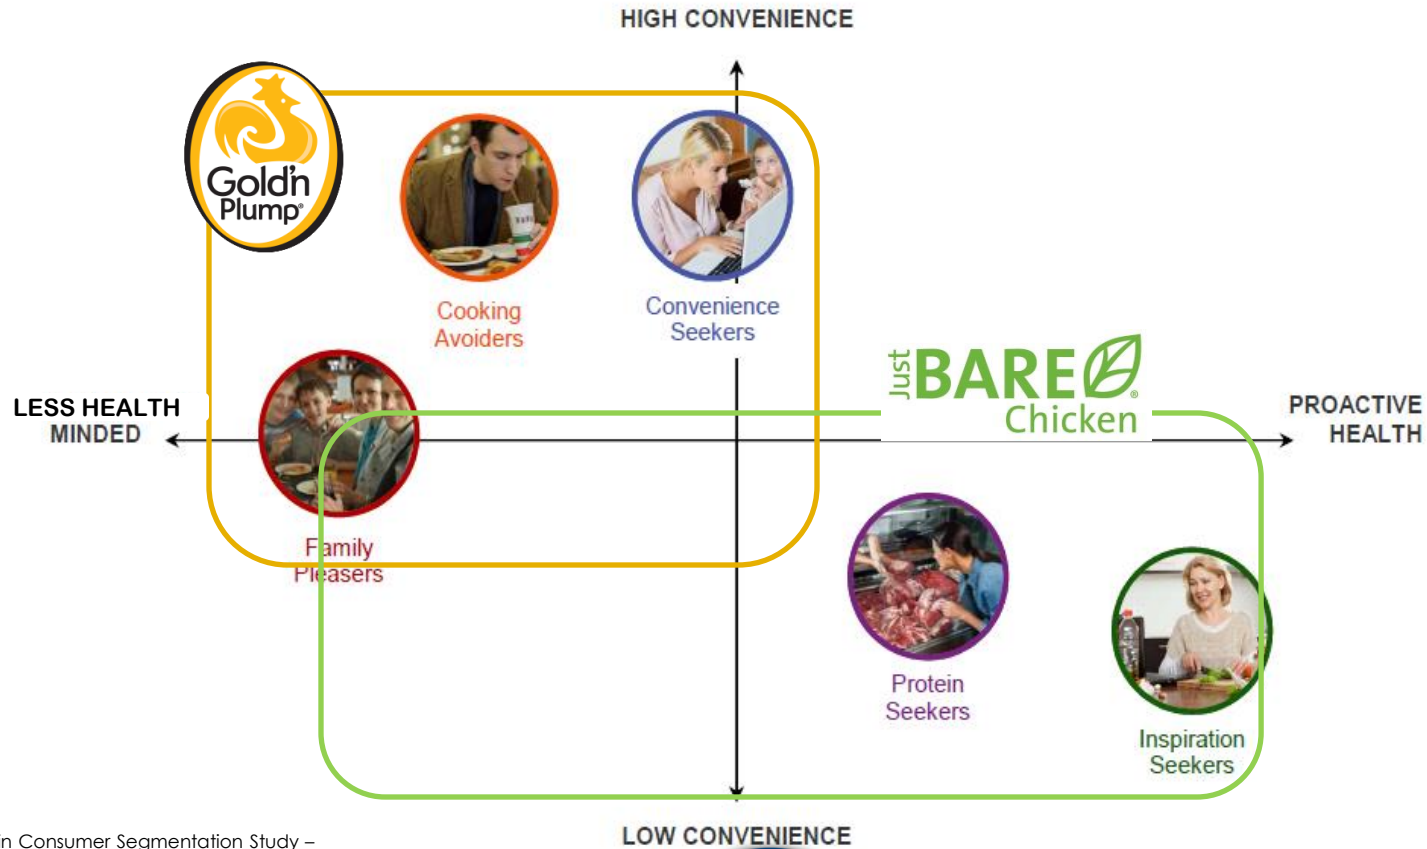 HIGH CONVENIENCE
Gold'n
Plump®
Cooking
Avoiders
Convenience
Seekers
Just BARE®
Chicken
LESS HEALTH
MINDED
PROACTIVE
HEALTH
Family
Pleasers
Protein
Seekers
Inspiration
Seekers
LOW CONVENIENCE
in Consumer Segmentation Study –